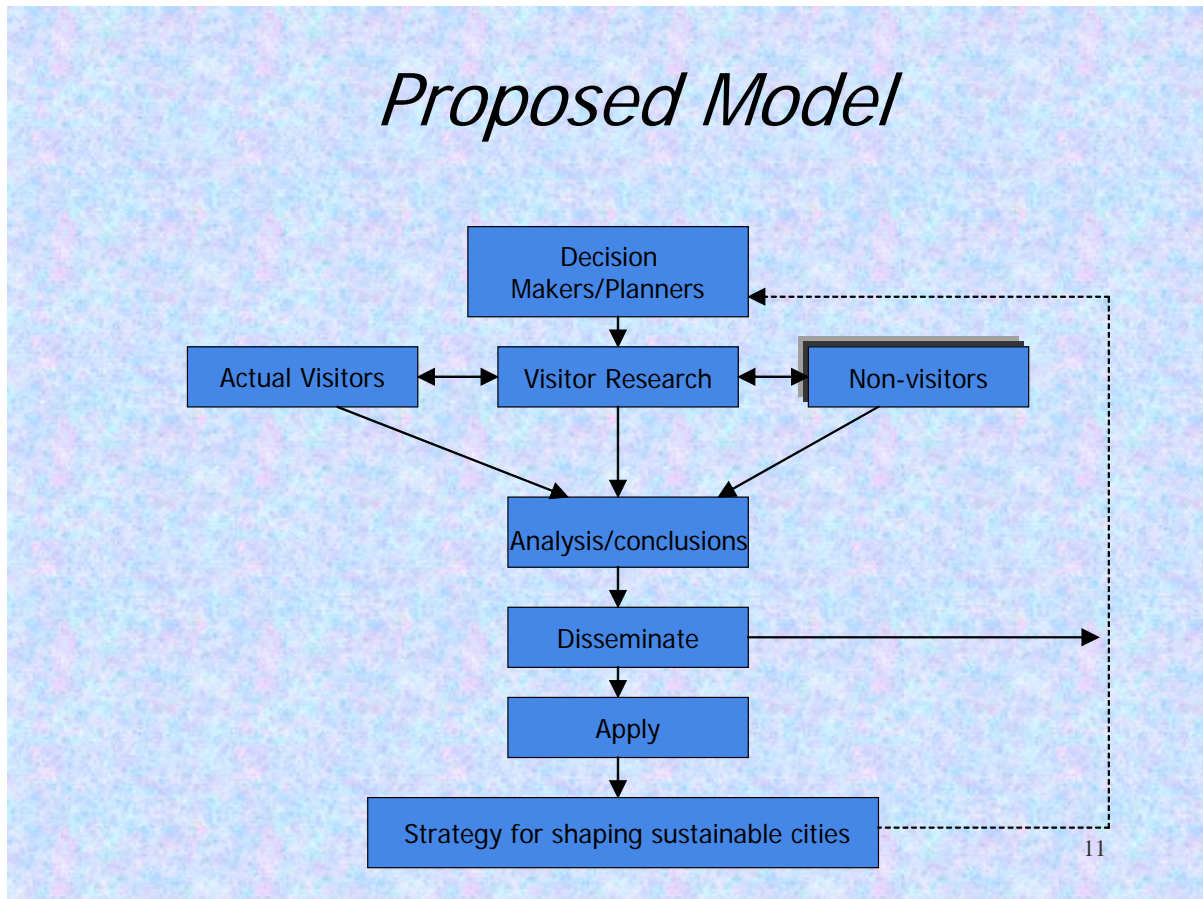 Proposed Model
Decision
Makers/Planners
Actual Visitors
Visitor Research
Non-visitors
Analysis/conclusions
Disseminate
Apply
Strategy for shaping sustainable cities
11